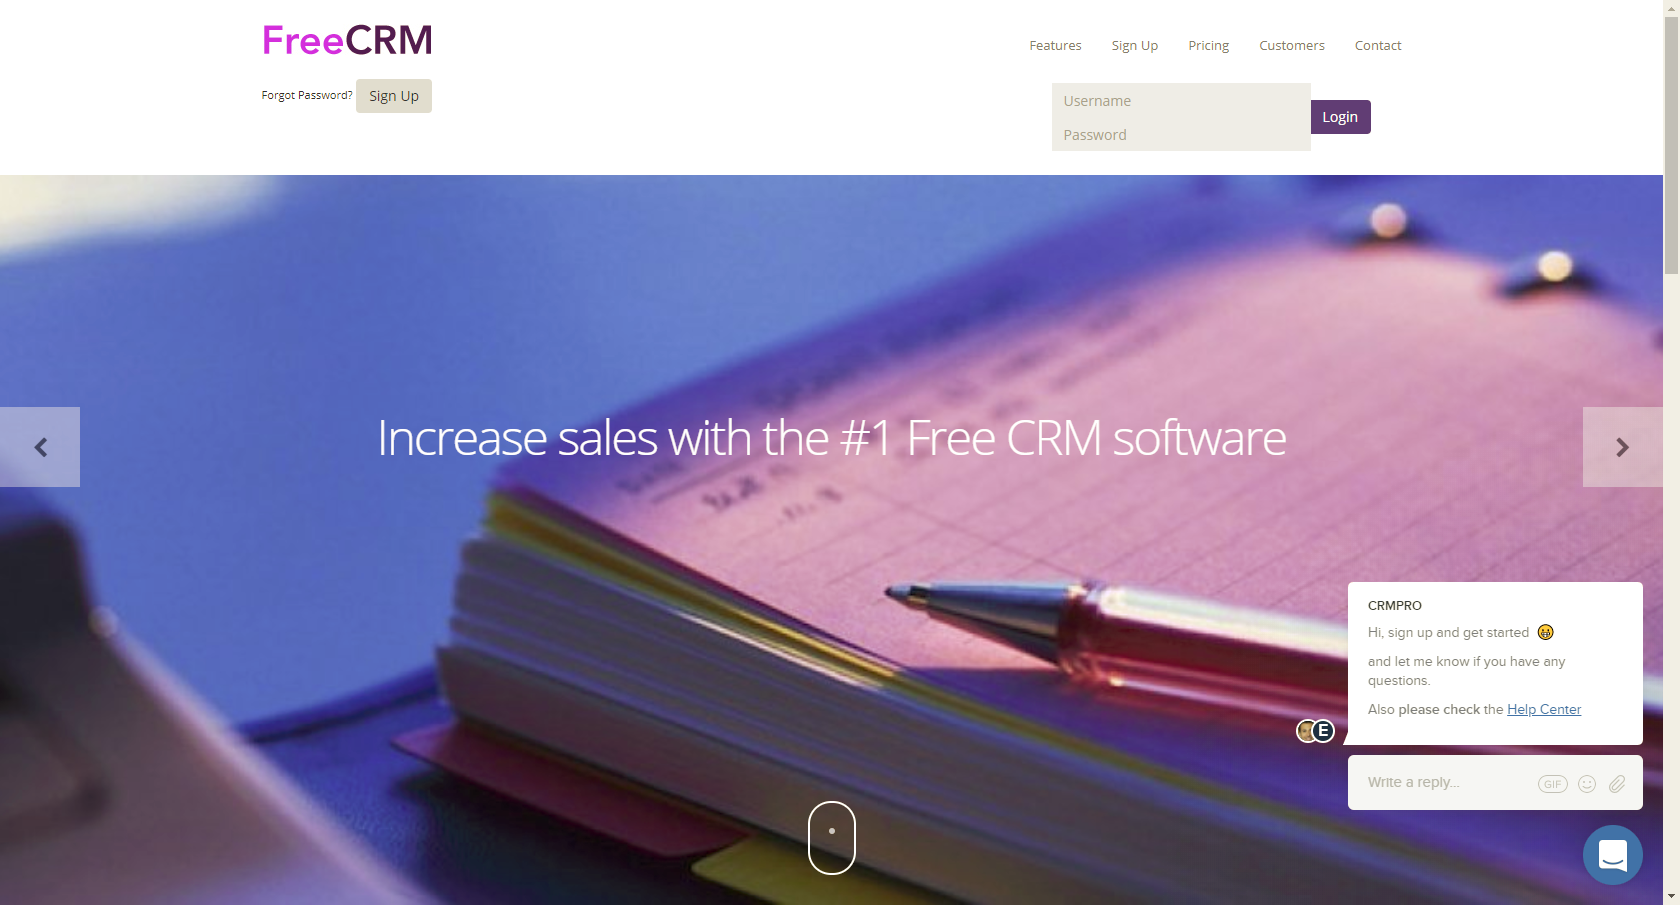 FreeCRM
Features Sign Up Pricing Customers Contact
Forgot Password? Sign Up
Username
Password
Login
Increase sales with the #1 Free CRM software
CRMPRO
Hi, sign up and get started
and let me know if you have any
questions.
Also please check the Help Center
E
Write a reply...
GIF